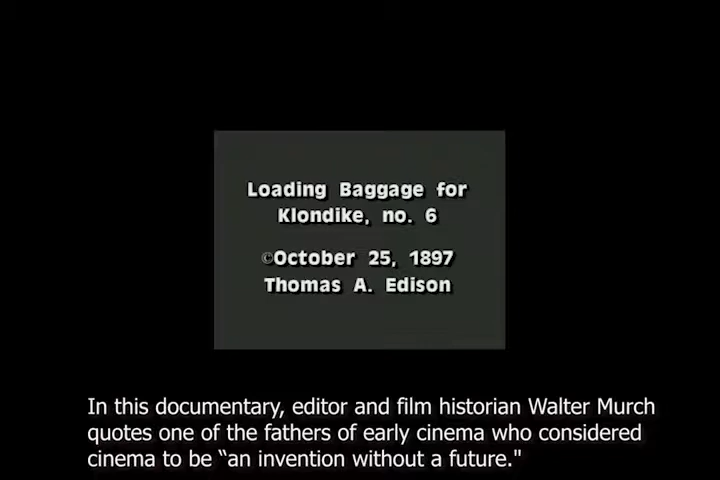 Loading Baggage for
Klondike, no. 6
©October 25, 1897
Thomas A. Edison
In this documentary, editor and film historian Walter Murch
quotes one of the fathers of early cinema who considered
cinema to be “an invention without a future."